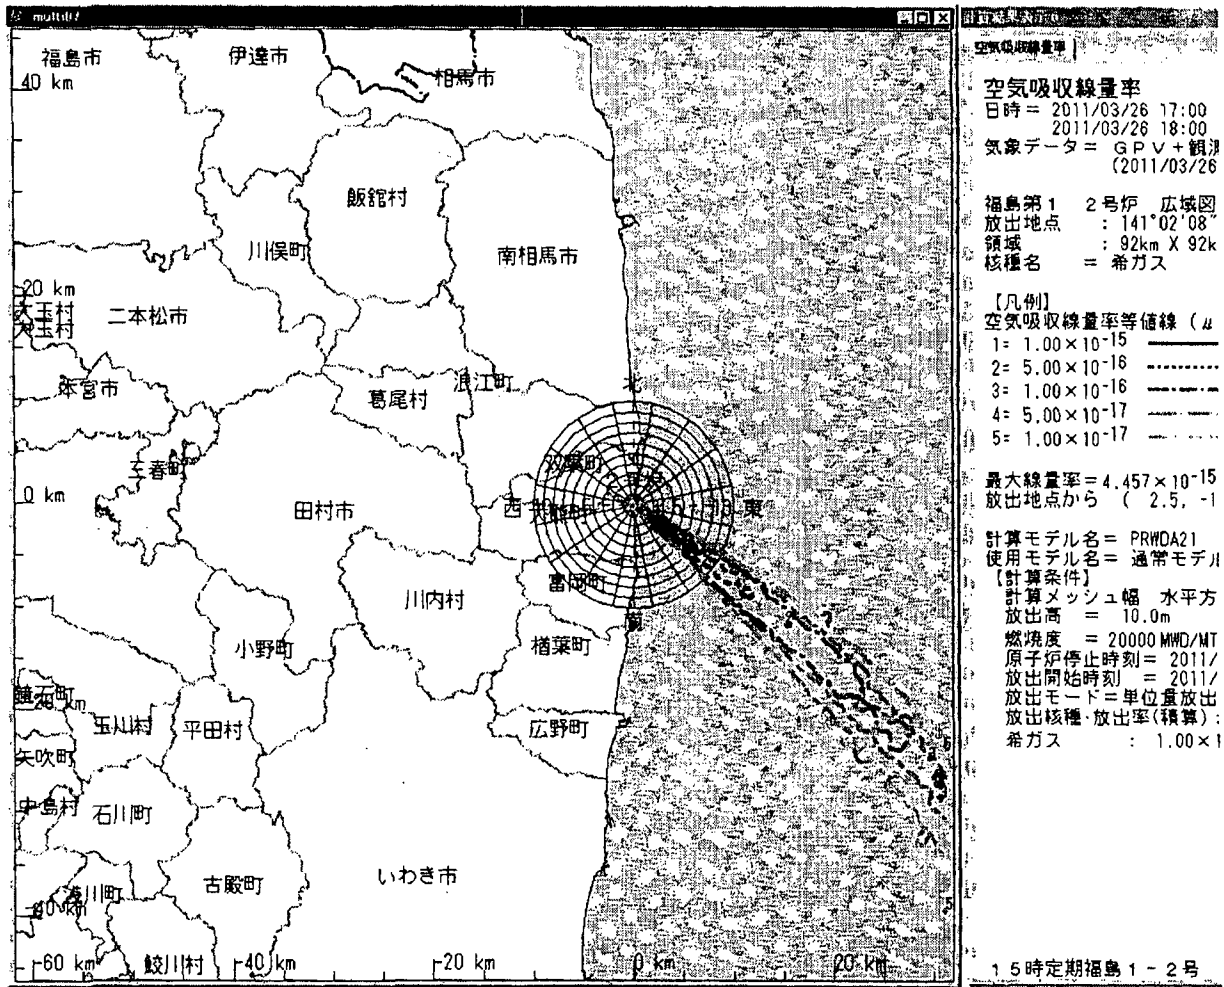 福島市
伊達市
相馬市
40 km
飯舘村
川俣町
南相馬市
20 km
大玉村
大玉村
二本松市
本宮市
浪江町
北
葛尾村
三春町
双葉町
0 km
田村市
西
東
富岡町
川内村
南
小野町
楢葉町
鏡石町
玉川村
平田村
広野町
矢吹町
中島村
石川町
浅川町
古殿町
いわき市
鮫川村
-60 km
-40 km
-20 km
0 km
20 km
空気吸収線量率
空気吸収線量率
日時= 2011/03/26 17:00
2011/03/26 18:00
気象データ= GPV+観測
(2011/03/26
福島第1 2号炉 広域図
放出地点 : 141°02'08"
領域 : 92km X 92k
核種名 = 希ガス
【凡例】
空気吸収線量率等値線 (μ
1= 1.00×10⁻¹⁵
2= 5.00×10⁻¹⁶
3= 1.00×10⁻¹⁶
4= 5.00×10⁻¹⁷
5= 1.00×10⁻¹⁷
最大線量率=4.457×10⁻¹⁵
放出地点から ( 2.5, -1
計算モデル名= PRWDA21
使用モデル名= 通常モデル
【計算条件】
計算メッシュ幅 水平方
放出高 = 10.0m
燃焼度 = 20000MWD/MT
原子炉停止時刻= 2011/
放出開始時刻 = 2011/
放出モード=単位量放出
放出核種・放出率(積算):
希ガス : 1.00×1
15時定期福島1-2号